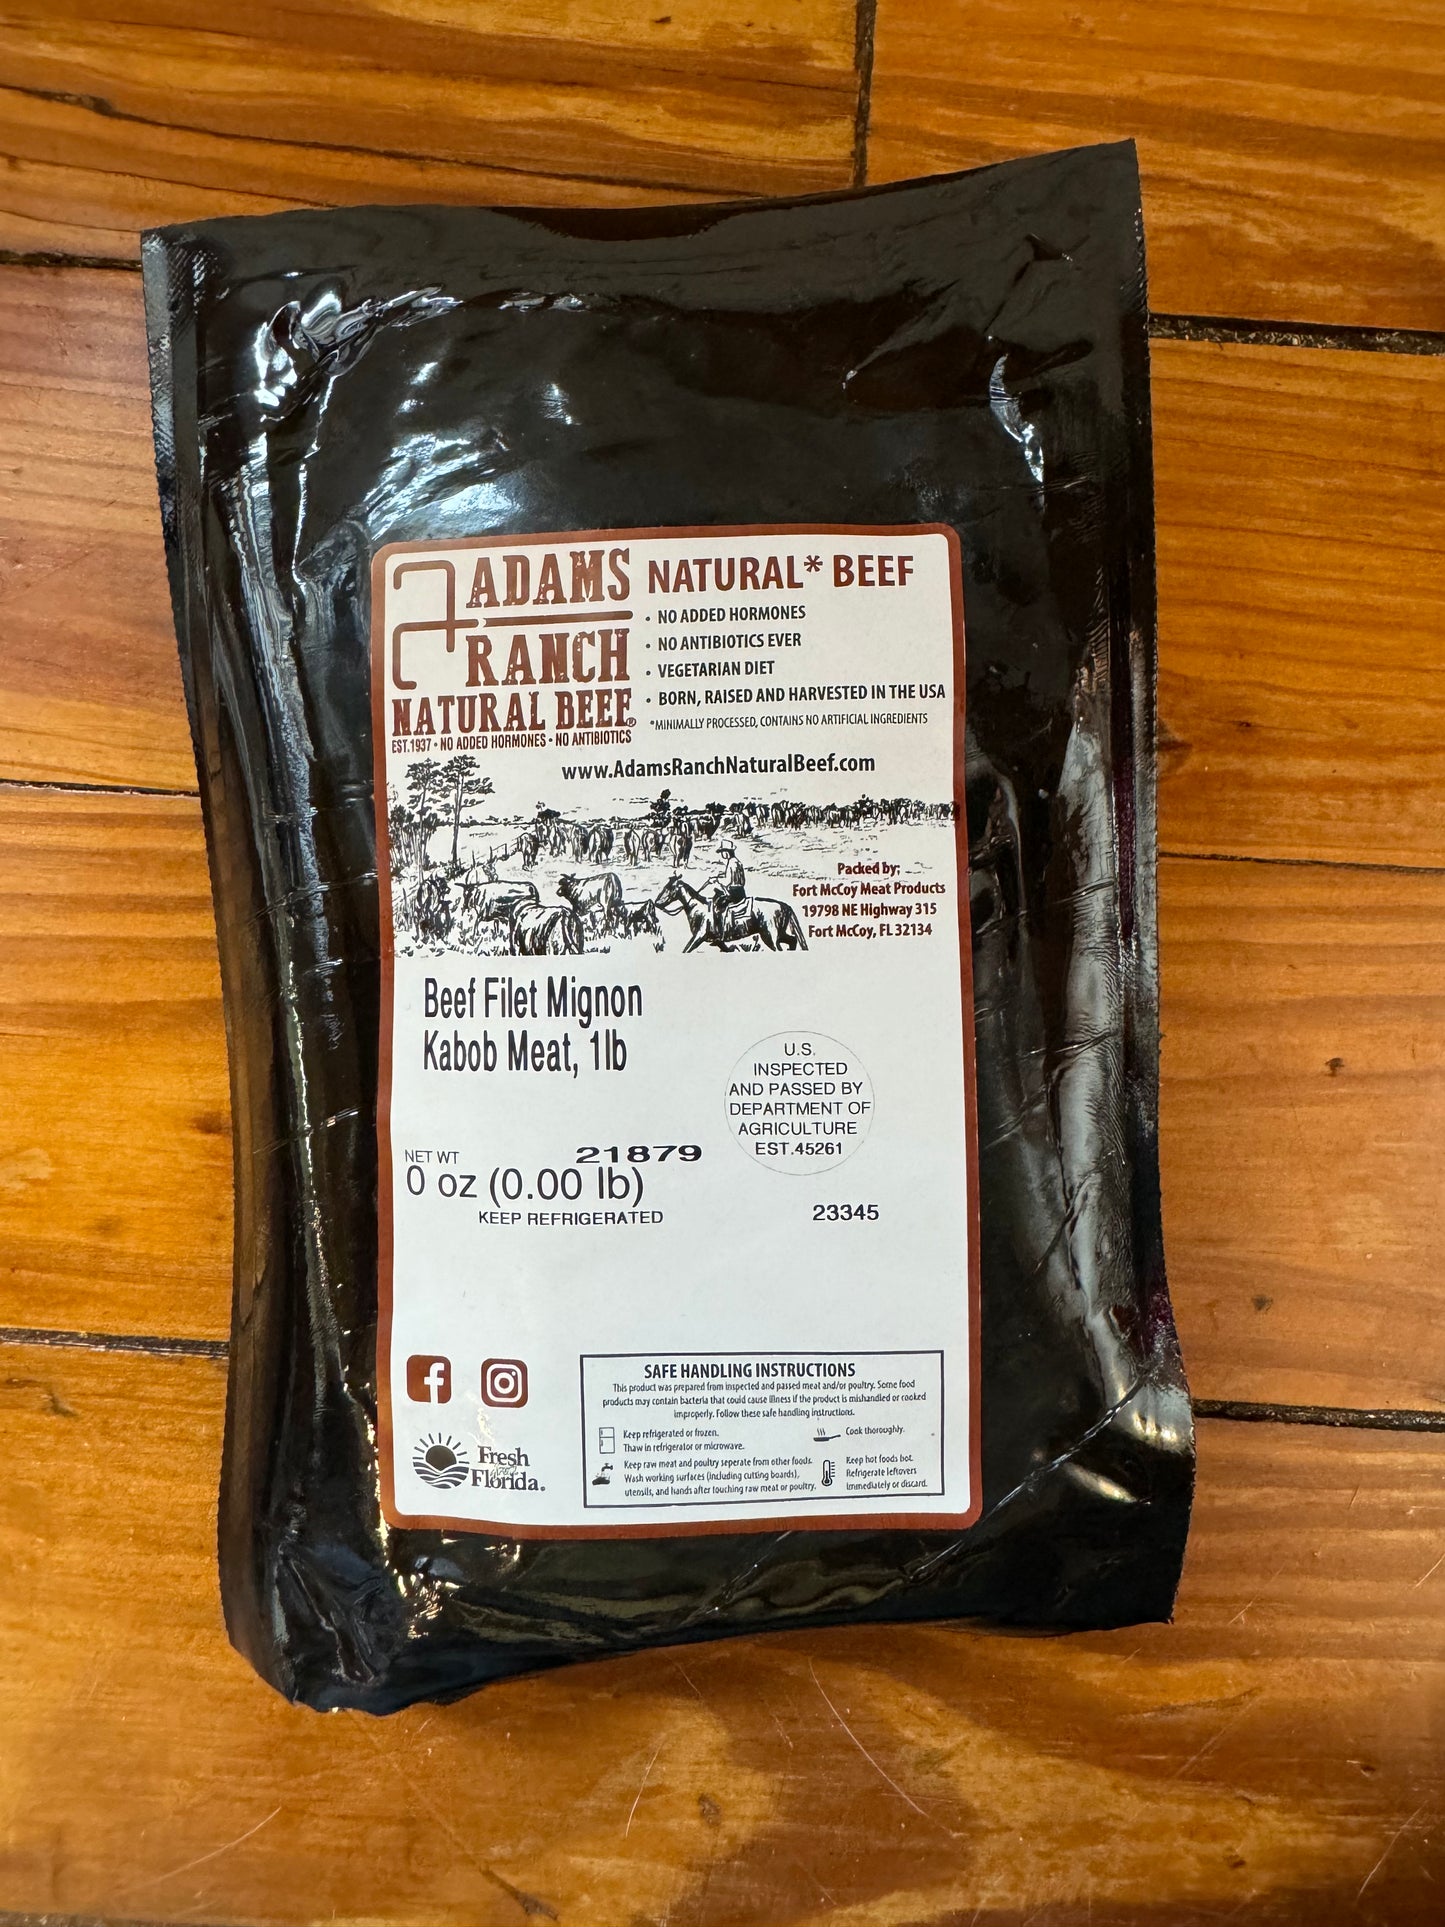 ADAMS
RANCH
NATURAL BEEF®
EST.1937 • NO ADDED HORMONES • NO ANTIBIOTICS
NATURAL* BEEF
• NO ADDED HORMONES
• NO ANTIBIOTICS EVER
• VEGETARIAN DIET
• BORN, RAISED AND HARVESTED IN THE USA
*MINIMALLY PROCESSED, CONTAINS NO ARTIFICIAL INGREDIENTS
www.AdamsRanchNaturalBeef.com
Packed by:
Fort McCoy Meat Products
19798 NE Highway 315
Fort McCoy, FL 32134
Beef Filet Mignon
Kabob Meat, 1lb
U.S.
INSPECTED
AND PASSED BY
DEPARTMENT OF
AGRICULTURE
EST.45261
NET WT
21879
0 oz (0.00 lb)
KEEP REFRIGERATED
23345
SAFE HANDLING INSTRUCTIONS
This product was prepared from inspected and passed meat and/or poultry. Some food
products may contain bacteria that could cause illness if the product is mishandled or cooked
improperly. Follow these safe handling instructions.
Keep refrigerated or frozen.
Thaw in refrigerator or microwave.
Cook thoroughly.
Keep raw meat and poultry seperate from other foods.
Wash working surfaces (including cutting boards),
utensils, and hands after touching raw meat or poultry.
Keep hot foods hot.
Refrigerate leftovers
immediately or discard.
Fresh
from
Florida.